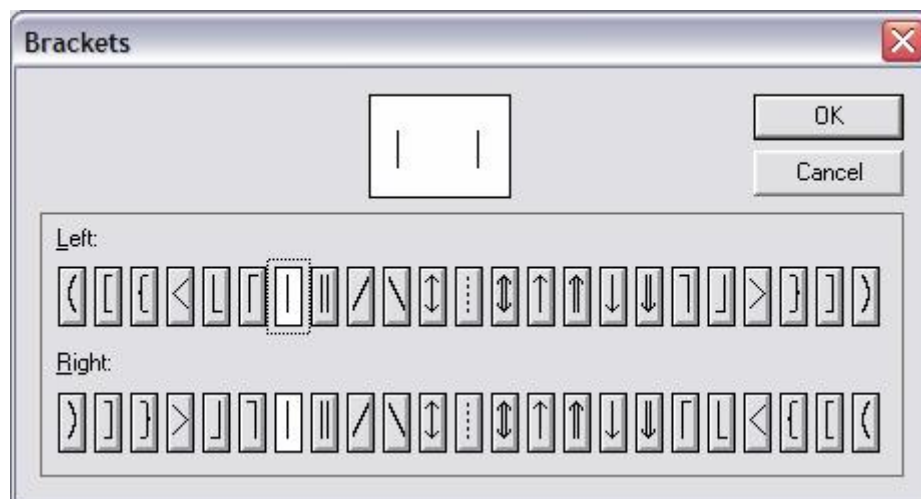 Brackets
OK
Cancel
Left:
( [ { < ⌊ ⌈ | ‖ / \ ↕ ┊ ⇕ ↑ ⇑ ↓ ⇓ ⌉ ⌋ > } ] )
Right:
) ] } > ⌋ ⌉ | ‖ / \ ↕ ┊ ⇕ ↑ ⇑ ↓ ⇓ ⌈ ⌊ < { [ (